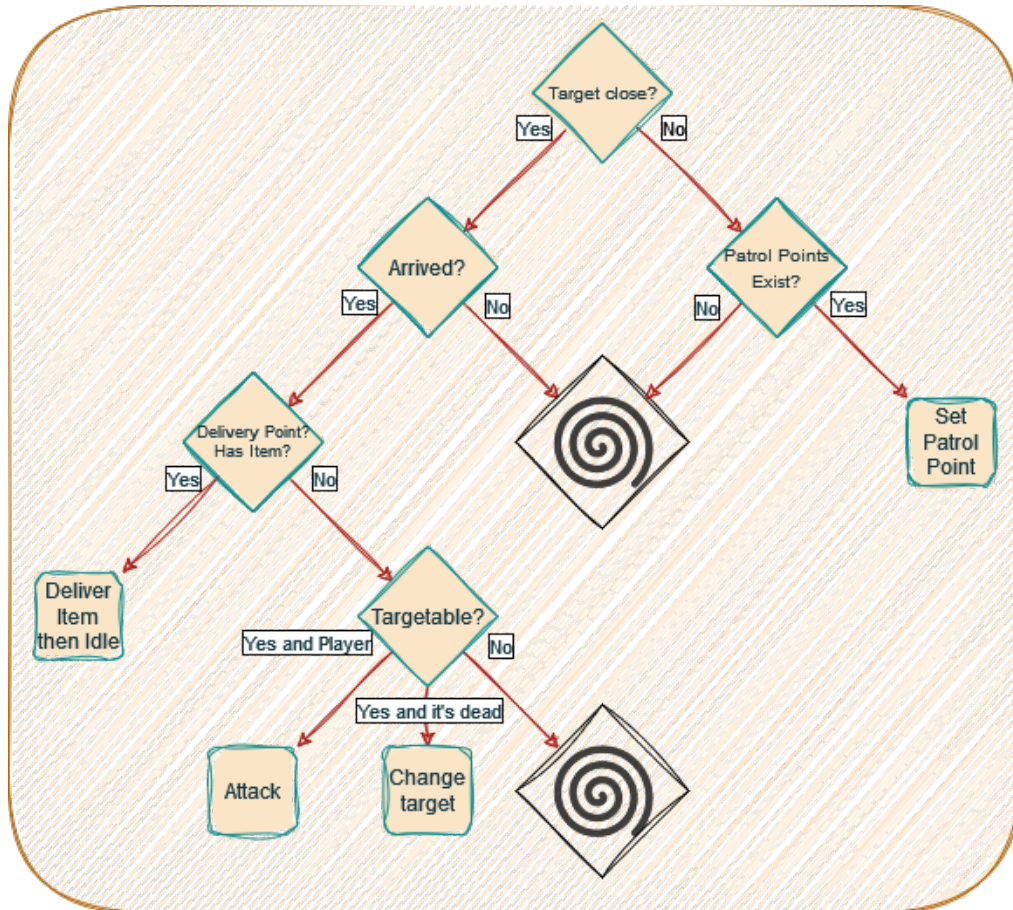 Target close?
Yes
No
Arrived?
Patrol Points
Exist?
Yes
No
No
Yes
Delivery Point?
Has Item?
Set
Patrol
Point
Yes
No
Deliver
Item
then Idle
Targetable?
Yes and Player
No
Yes and it's dead
Attack
Change
target